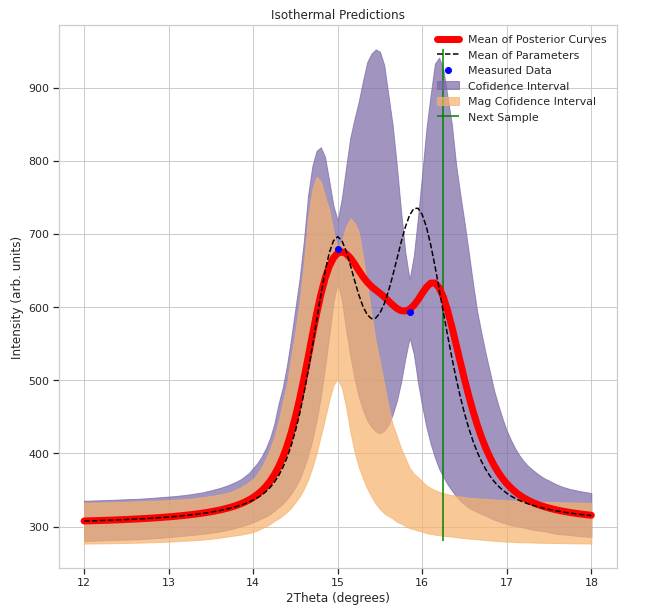 Isothermal Predictions
Mean of Posterior Curves
Mean of Parameters
Measured Data
Cofidence Interval
Mag Cofidence Interval
Next Sample
Intensity (arb. units)
900
800
700
600
500
400
300
12 13 14 15 16 17 18
2Theta (degrees)